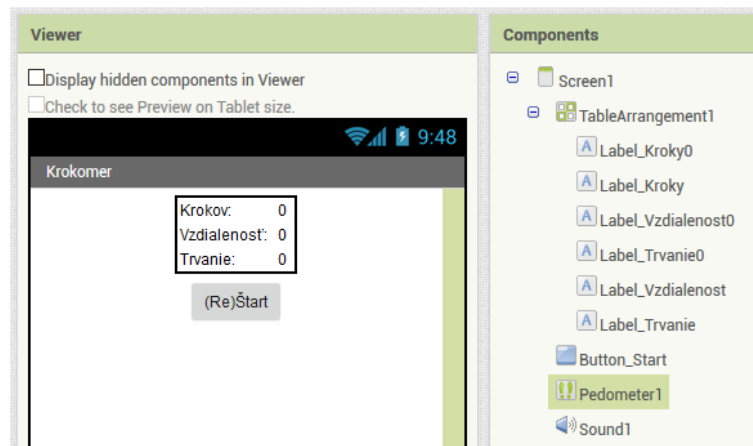 Viewer
Display hidden components in Viewer
Check to see Preview on Tablet size.
9:48
Krokomer
Krokov: 0
Vzdialenosť: 0
Trvanie: 0
(Re)Štart
Components
Screen1
TableArrangement1
A Label_Kroky0
A Label_Kroky
A Label_Vzdialenost0
A Label_Trvanie0
A Label_Vzdialenost
A Label_Trvanie
Button_Start
Pedometer1
Sound1